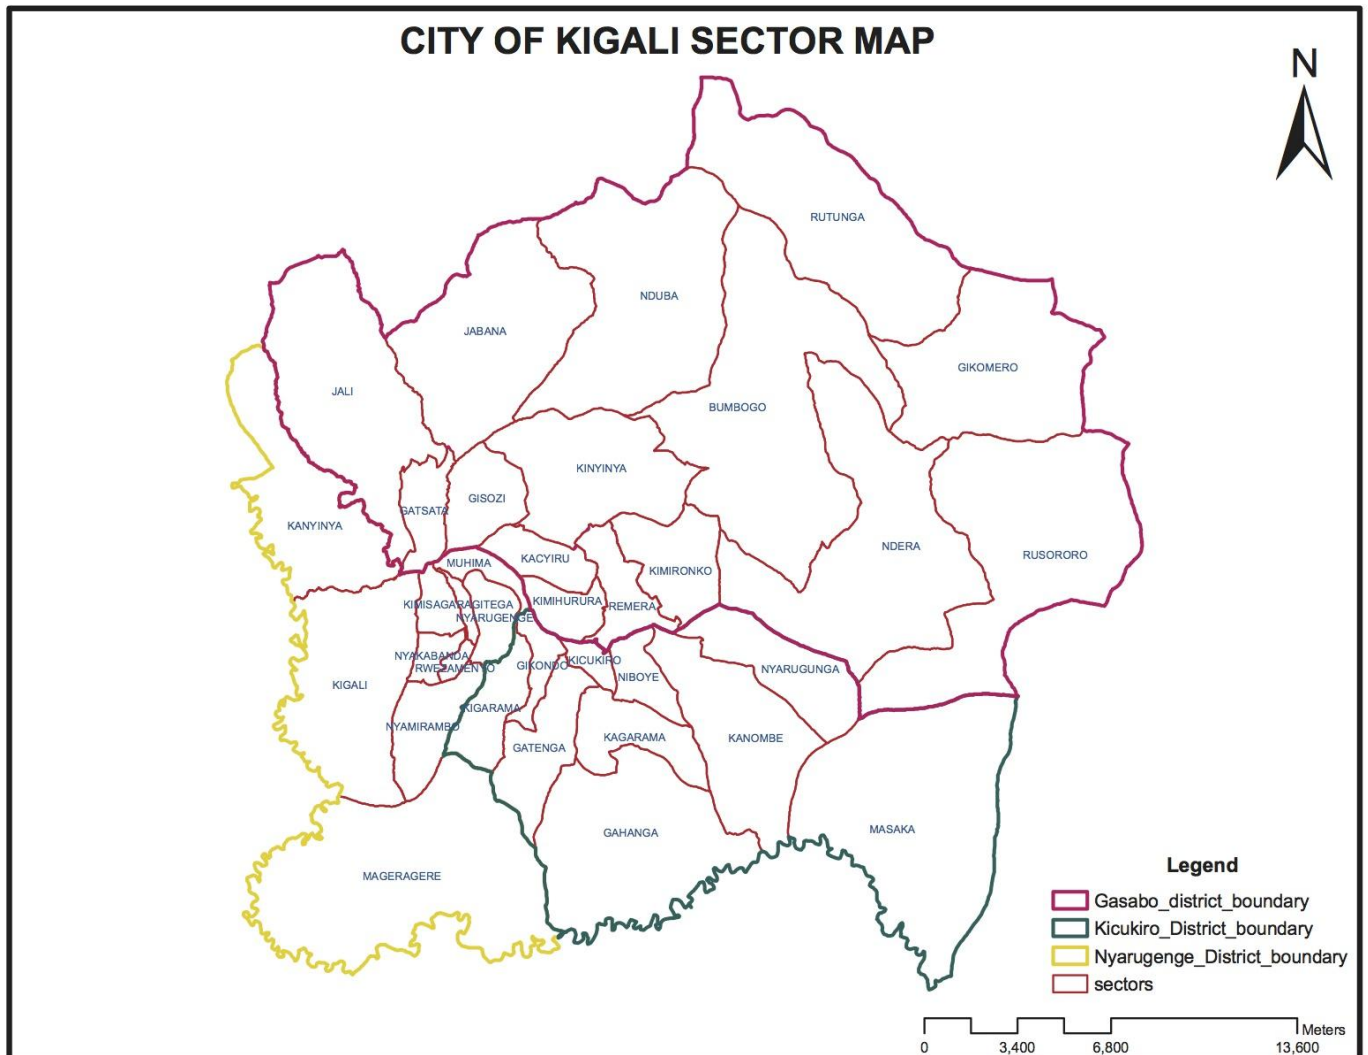 CITY OF KIGALI SECTOR MAP
N
RUTUNGA
NDUBA
JABANA
GIKOMERO
JALI
BUMBOGO
KINYINYA
GISOZI
GATSATA
KANYINYA
NDERA
RUSORORO
KACYIRU
MUHIMA
KIMIRONKO
KIMIHURURA
KIMISAGARA
GITEGA
REMERA
NYARUGENGE
NYAKABANDA
RWEZAMENYO
GIKONDO
KICUKIRO
NYARUGUNGA
NIBOYE
KIGALI
KIGARAMA
NYAMIRAMBO
KAGARAMA
KANOMBE
GATENGA
MASAKA
GAHANGA
MAGERAGERE
Legend
Gasabo_district_boundary
Kicukiro_District_boundary
Nyarugenge_District_boundary
sectors
Meters
0 3,400 6,800 13,600